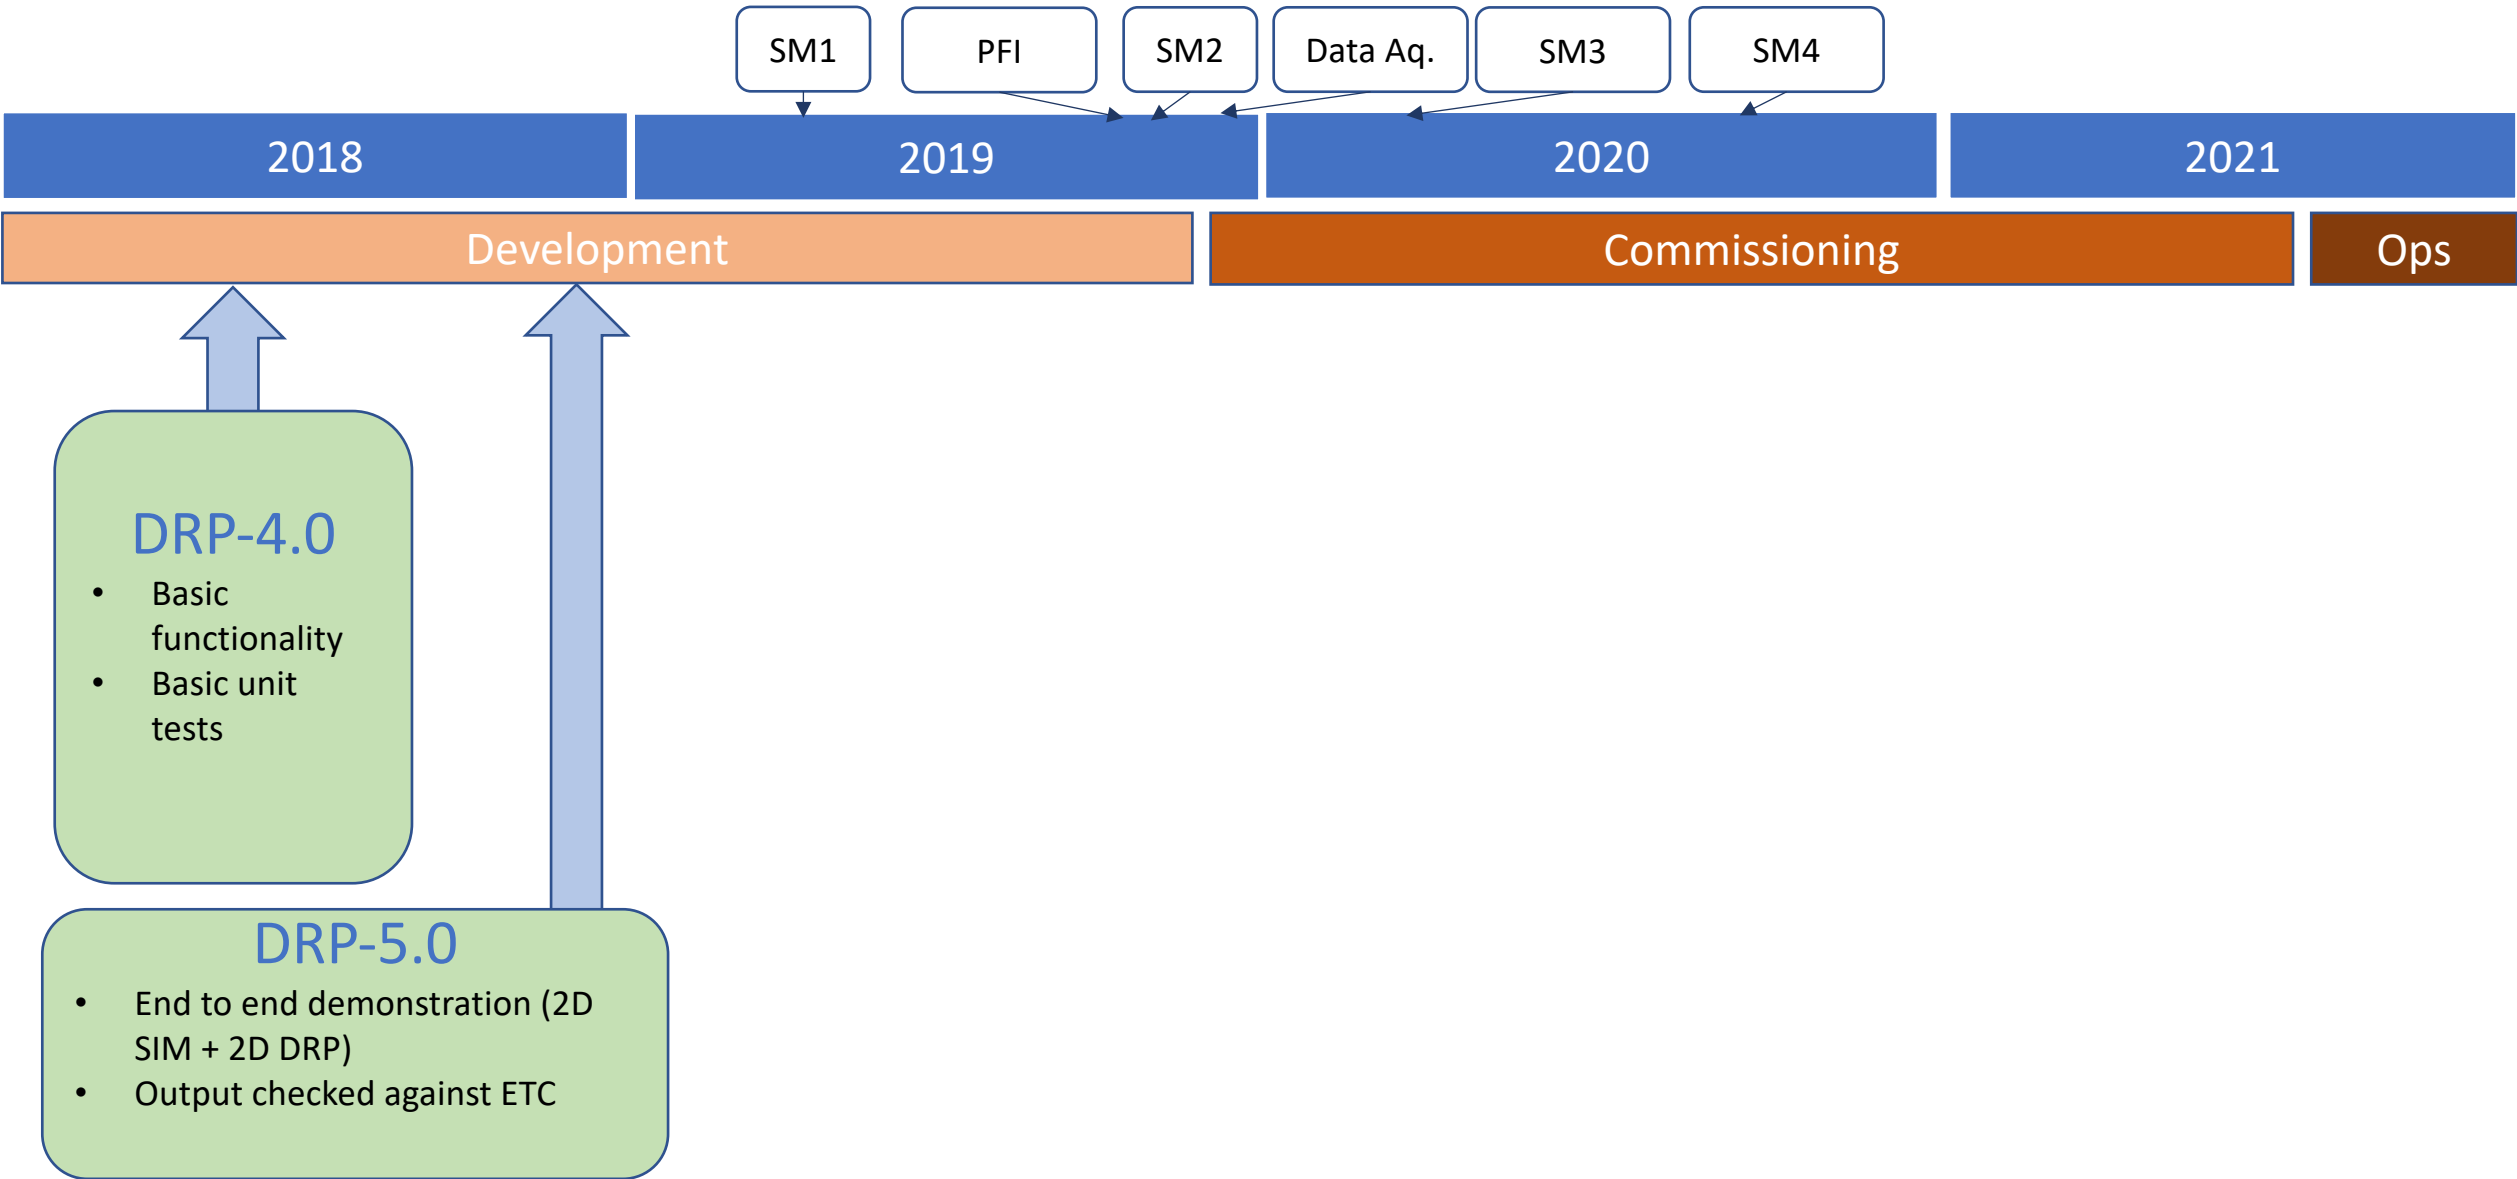 SM1
PFI
SM2
Data Aq.
SM3
SM4
2018
2019
2020
2021
Development
Commissioning
Ops
DRP-4.0
• Basic
functionality
• Basic unit
tests
DRP-5.0
• End to end demonstration (2D
SIM + 2D DRP)
• Output checked against ETC